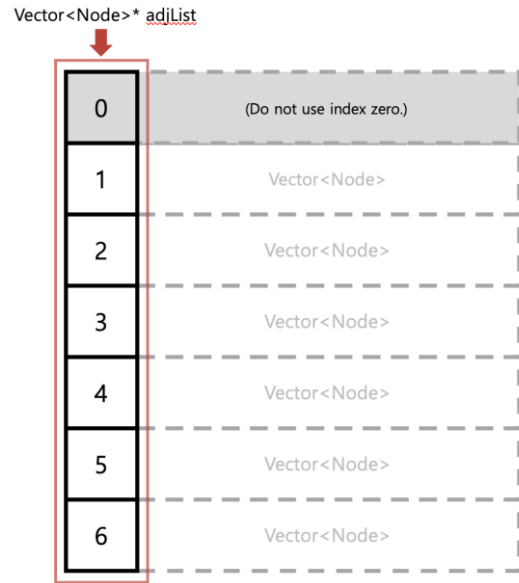 Vector<Node>* adjList
0
(Do not use index zero.)
1
Vector<Node>
2
Vector<Node>
3
Vector<Node>
4
Vector<Node>
5
Vector<Node>
6
Vector<Node>